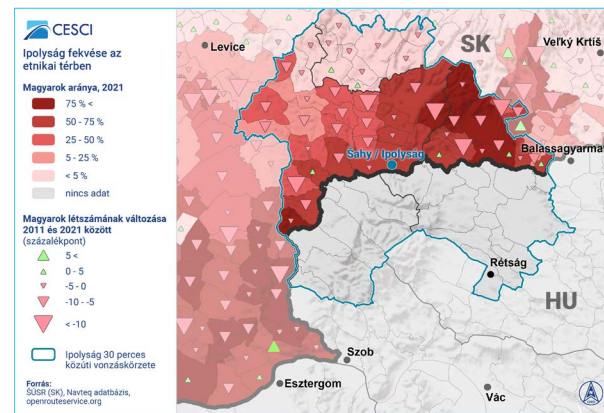 CESCI
Ipolyság fekvése az
etnikai térben
Magyarok aránya, 2021
75 % <
50 - 75 %
25 - 50 %
5 - 25 %
< 5 %
nincs adat
Magyarok létszámának változása
2011 és 2021 között
(százalékpont)
5 <
0 - 5
-5 - 0
-10 - -5
< -10
Ipolyság 30 perces
közúti vonzáskörzete
Forrás:
ŠÚSR (SK), Navteq adatbázis,
openrouteservice.org
Levice
SK
Veľký Krtíš
Balassagyarmat
Šahy / Ipolyság
Rétság
HU
Szob
Esztergom
Vác